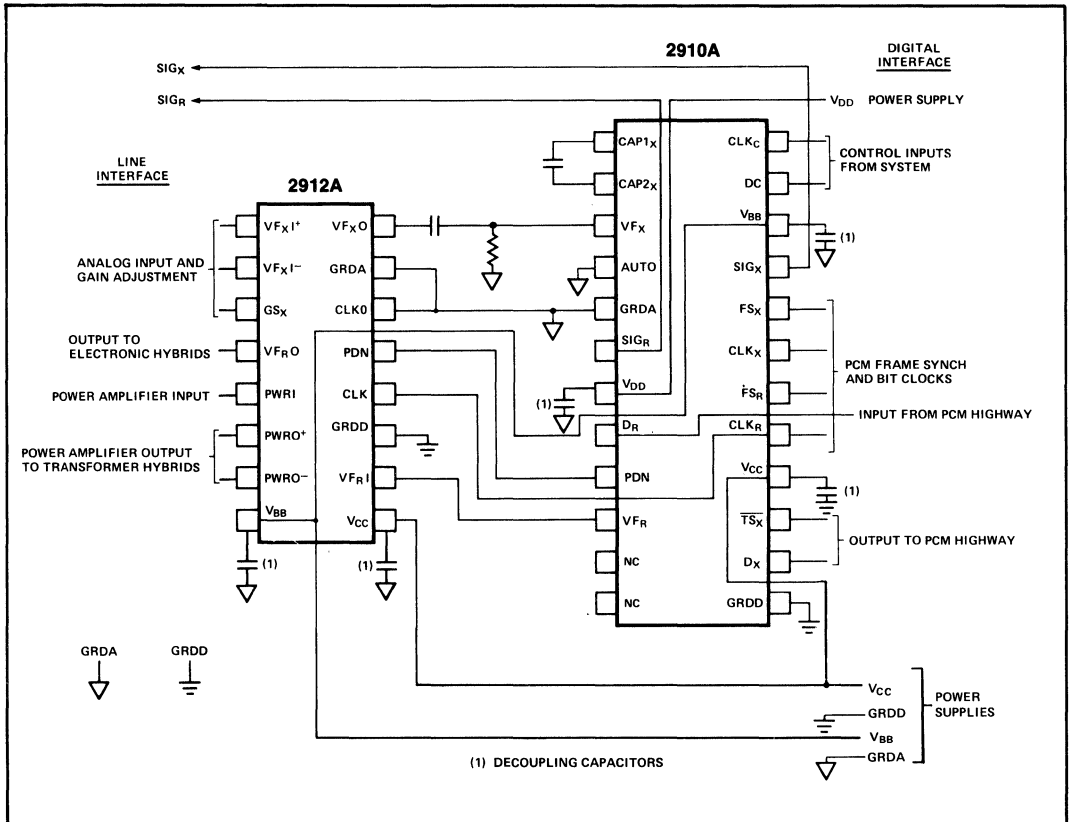 2910A
DIGITAL
INTERFACE
SIGX
SIGR
VDD POWER SUPPLY
LINE
INTERFACE
2912A
CAP1X
CAP2X
VFX
AUTO
GRDA
SIGR
VDD
DR
PDN
VFR
NC
NC
CLKC
DC
VBB
SIGX
FSX
CLKX
FSR
CLKR
VCC
TSX
DX
GRDD
CONTROL INPUTS
FROM SYSTEM
(1)
PCM FRAME SYNCH
AND BIT CLOCKS
INPUT FROM PCM HIGHWAY
(1)
OUTPUT TO PCM HIGHWAY
(1)
ANALOG INPUT AND
GAIN ADJUSTMENT
OUTPUT TO
ELECTRONIC HYBRIDS
POWER AMPLIFIER INPUT
POWER AMPLIFIER OUTPUT
TO TRANSFORMER HYBRIDS
VFXI+
VFXI−
GSX
VFRO
PWRI
PWRO+
PWRO−
VBB
VFXO
GRDA
CLK0
PDN
CLK
GRDD
VFRI
VCC
(1)
(1)
GRDA
GRDD
VCC
GRDD
VBB
GRDA
POWER
SUPPLIES
(1) DECOUPLING CAPACITORS